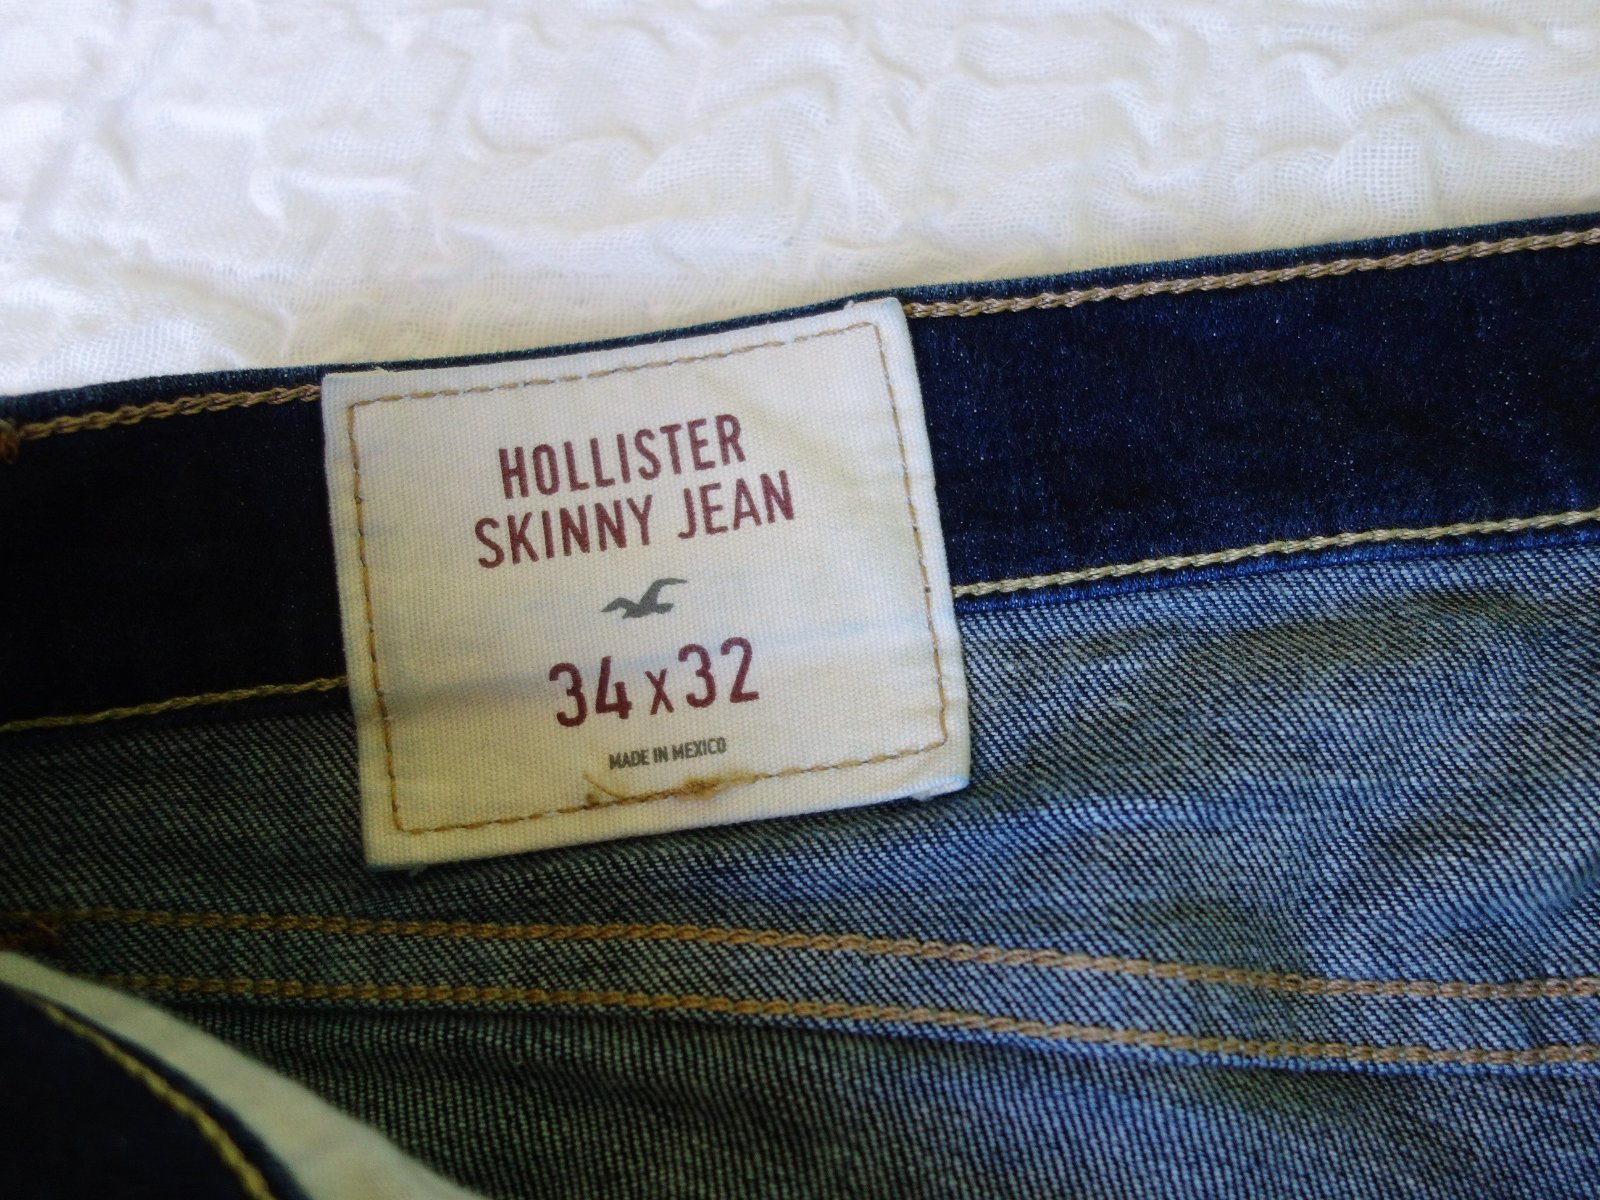 HOLLISTER
SKINNY JEAN
34 x 32
MADE IN MEXICO